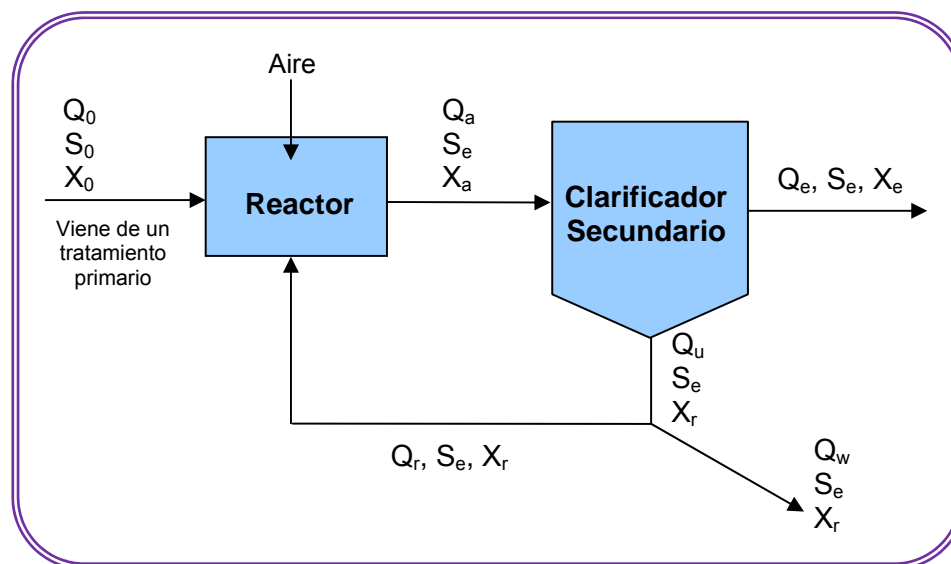 Aire
Q₀
S₀
X₀
Viene de un
tratamiento
primario
Reactor
Qₐ
Sₑ
Xₐ
Clarificador
Secundario
Qₑ, Sₑ, Xₑ
Qᵤ
Sₑ
Xᵣ
Qᵣ, Sₑ, Xᵣ
Q_w
Sₑ
Xᵣ